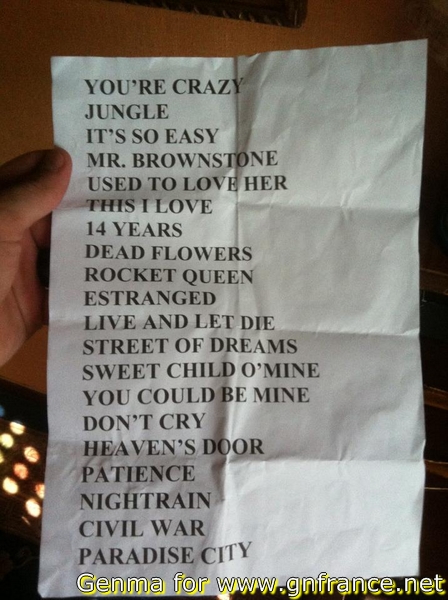 YOU'RE CRAZY
JUNGLE
IT'S SO EASY
MR. BROWNSTONE
USED TO LOVE HER
THIS I LOVE
14 YEARS
DEAD FLOWERS
ROCKET QUEEN
ESTRANGED
LIVE AND LET DIE
STREET OF DREAMS
SWEET CHILD O'MINE
YOU COULD BE MINE
DON'T CRY
HEAVEN'S DOOR
PATIENCE
NIGHTRAIN
CIVIL WAR
PARADISE CITY
Genma for www.gnfrance.net